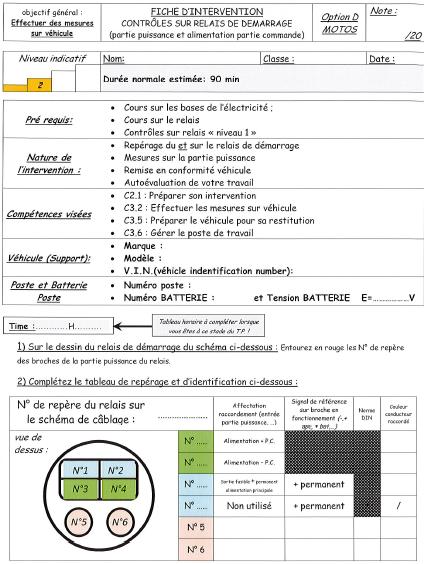 objectif général :
Effectuer des mesures
sur véhicule
FICHE D'INTERVENTION
CONTRÔLES SUR RELAIS DE DEMARRAGE
(partie puissance et alimentation partie commande)
Option D
MOTOS
Note :
/20
Niveau indicatif
2
Nom: Classe : Date :
Durée normale estimée: 90 min
Pré requis:
• Cours sur les bases de l'électricité ;
• Cours sur le relais
• Contrôles sur relais « niveau 1 »
Nature de
l'intervention :
• Repérage du et sur le relais de démarrage
• Mesures sur la partie puissance
• Remise en conformité véhicule
• Autoévaluation de votre travail
Compétences visées
• C2.1 : Préparer son intervention
• C3.2 : Effectuer les mesures sur véhicule
• C3.5 : Préparer le véhicule pour sa restitution
• C3.6 : Gérer le poste de travail
Véhicule (Support):
• Marque :
• Modèle :
• V.I.N.(véhicle indentification number):
Poste et Batterie
Poste
• Numéro poste :
• Numéro BATTERIE : et Tension BATTERIE E=................V
Time :............H..........
Tableau horaire à compléter lorsque
vous êtes à ce stade du TP !
1) Sur le dessin du relais de démarrage du schéma ci-dessous : Entourez en rouge les N° de repère
des broches de la partie puissance du relais.
2) Complétez le tableau de repérage et d'identification ci-dessous :
N° de repère du relais sur
le schéma de câblage : ..................
Affectation
raccordement (entrée
partie puissance, …)
Signal de référence
sur broche en
fonctionnement (-,+
apc, + bat,...)
Norme
DIN
Couleur
conducteur
raccordé
vue de
dessus :
N°1 N°2
N°3 N°4
N°5 N°6
N° ..... Alimentation + P.C.
N° ..... Alimentation – P.C.
N° ..... Sortie fusible + permanent
alimentation principale
+ permanent
N° ..... Non utilisé + permanent /
N° 5
N° 6